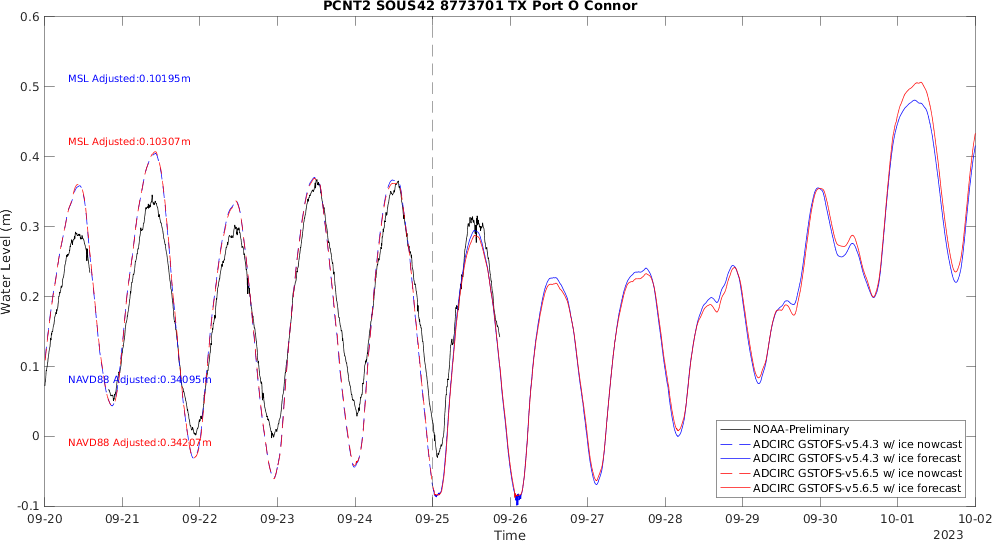 PCNT2 SOUS42 8773701 TX Port O Connor
0.6
0.5
0.4
0.3
0.2
0.1
0
-0.1
Water Level (m)
MSL Adjusted:0.10195m
MSL Adjusted:0.10307m
NAVD88 Adjusted:0.34095m
NAVD88 Adjusted:0.34207m
NOAA-Preliminary
ADCIRC GSTOFS-v5.4.3 w/ ice nowcast
ADCIRC GSTOFS-v5.4.3 w/ ice forecast
ADCIRC GSTOFS-v5.6.5 w/ ice nowcast
ADCIRC GSTOFS-v5.6.5 w/ ice forecast
09-20 09-21 09-22 09-23 09-24 09-25 09-26 09-27 09-28 09-29 09-30 10-01 10-02
Time
2023